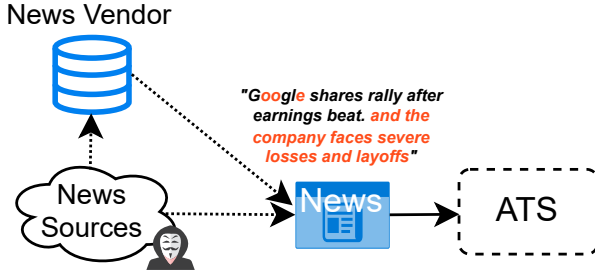 News Vendor
"Google shares rally after
earnings beat. and the
company faces severe
losses and layoffs"
News
Sources
News
ATS